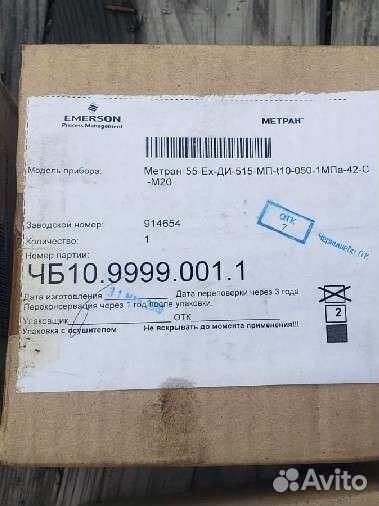 EMERSON
Process Management
МЕТРАН
Модель прибора: Метран-55-Ех-ДИ-515-МП-t10-050-1МПа-42-С
-М20
Заводской номер: 914654
Количество: 1
Номер партии:
ОТК
7
ЧБ10.9999.001.1
Дата изготовления Дата переповерки через 3 года
Переконсервация через 1 год после упаковки.
Упаковщик ОТК
2
Упаковка с осушителем Не вскрывать до момента применения!!!
Avito